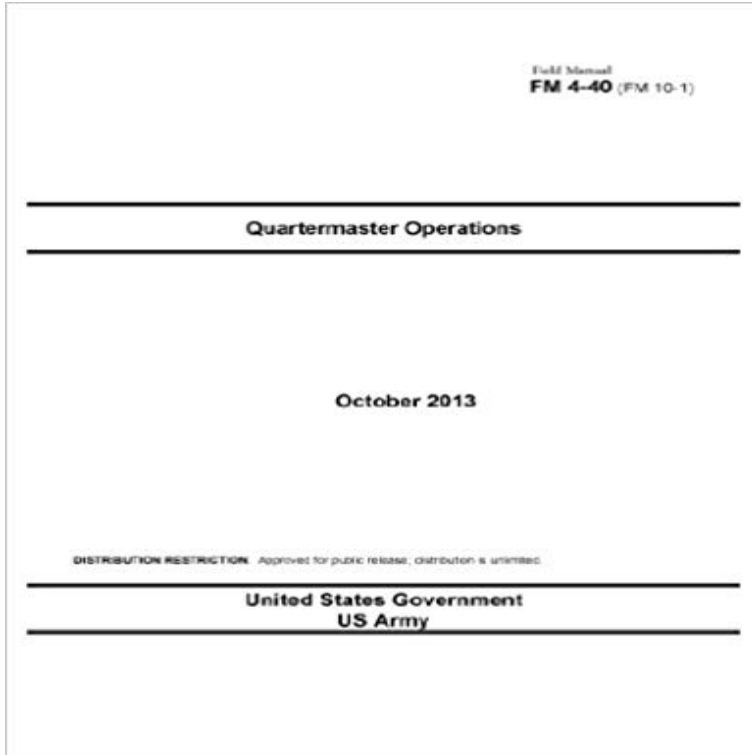 Field Manual
FM 4-40 (FM 10-1)
Quartermaster Operations
October 2013
DISTRIBUTION RESTRICTION. Approved for public release; distribution is unlimited.
United States Government
US Army